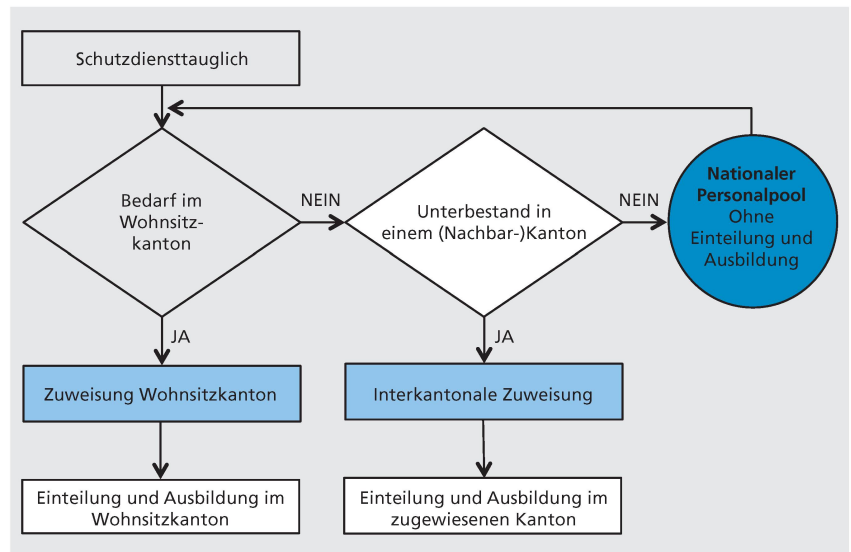 Schutzdiensttauglich
Bedarf im
Wohnsitz-
kanton
NEIN
Unterbestand in
einem (Nachbar-)Kanton
NEIN
Nationaler
Personalpool
Ohne
Einteilung und
Ausbildung
JA
JA
Zuweisung Wohnsitzkanton
Interkantonale Zuweisung
Einteilung und Ausbildung im
Wohnsitzkanton
Einteilung und Ausbildung im
zugewiesenen Kanton